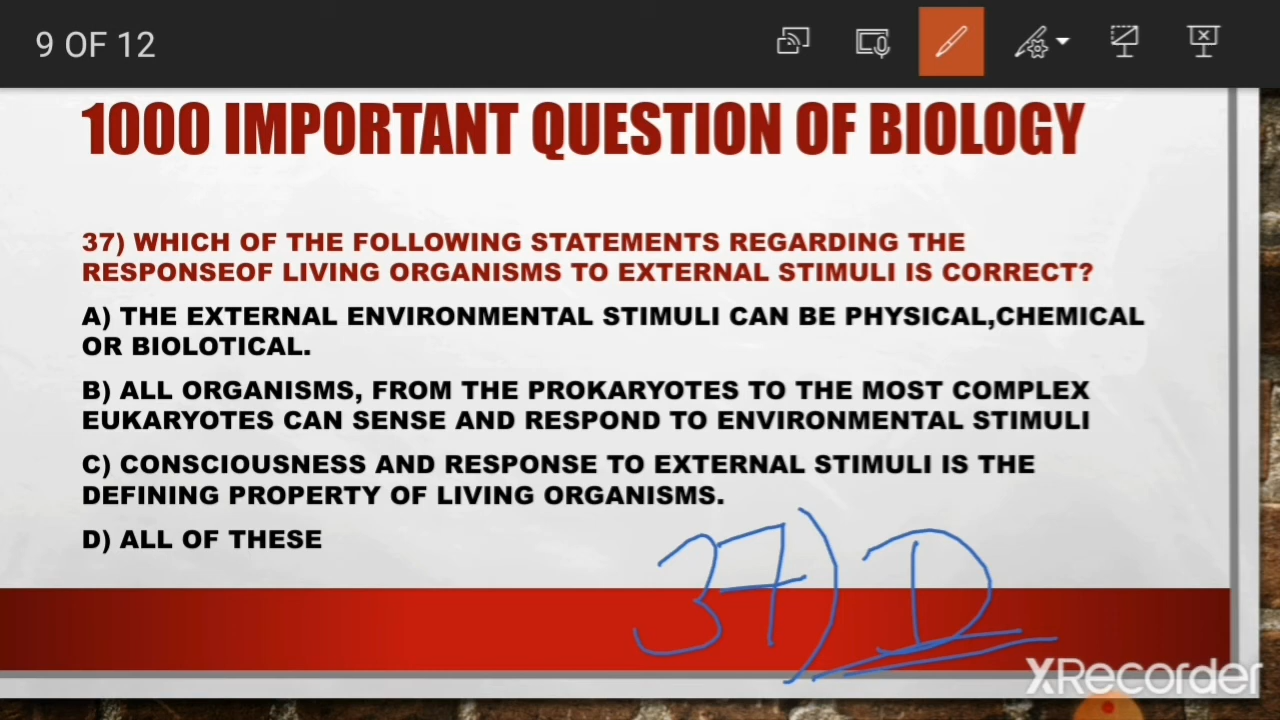 9 OF 12
1000 IMPORTANT QUESTION OF BIOLOGY
37) WHICH OF THE FOLLOWING STATEMENTS REGARDING THE
RESPONSEOF LIVING ORGANISMS TO EXTERNAL STIMULI IS CORRECT?
A) THE EXTERNAL ENVIRONMENTAL STIMULI CAN BE PHYSICAL,CHEMICAL
OR BIOLOTICAL.
B) ALL ORGANISMS, FROM THE PROKARYOTES TO THE MOST COMPLEX
EUKARYOTES CAN SENSE AND RESPOND TO ENVIRONMENTAL STIMULI
C) CONSCIOUSNESS AND RESPONSE TO EXTERNAL STIMULI IS THE
DEFINING PROPERTY OF LIVING ORGANISMS.
D) ALL OF THESE
37) D
XRecorder